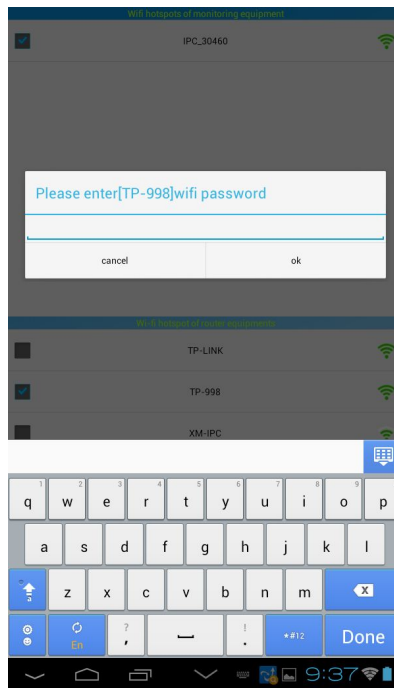 Wifi hotspots of monitoring equipment
IPC_30460
Please enter[TP-998]wifi password
cancel ok
Wi-fi hotspot of router equipments
TP-LINK
TP-998
XM-IPC
1 2 3 4 5 6 7 8 9
q w e r t y u i o p
a s d f g h j k l
a z x c v b n m x
En ? , ! . *#12 Done
9:37